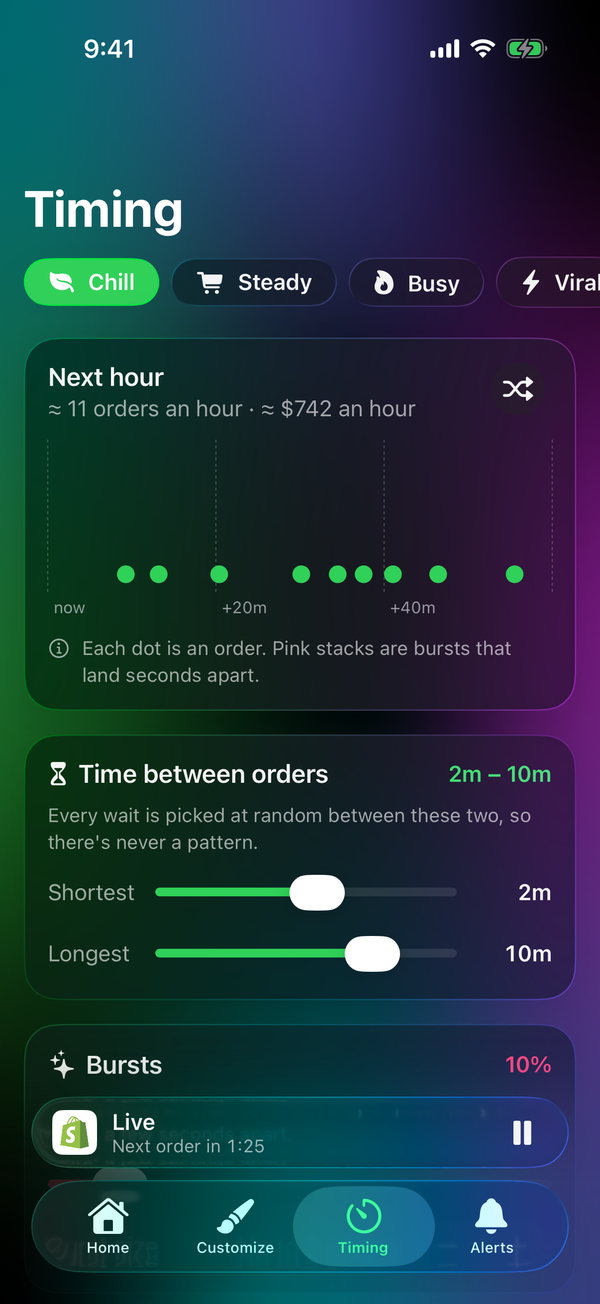 9:41
Timing
Chill
Steady
Busy
Viral
Next hour
≈ 11 orders an hour · ≈ $742 an hour
now
+20m
+40m
Each dot is an order. Pink stacks are bursts that
land seconds apart.
Time between orders
2m – 10m
Every wait is picked at random between these two, so
there's never a pattern.
Shortest
2m
Longest
10m
Bursts
10%
Live
Next order in 1:25
Home
Customize
Timing
Alerts